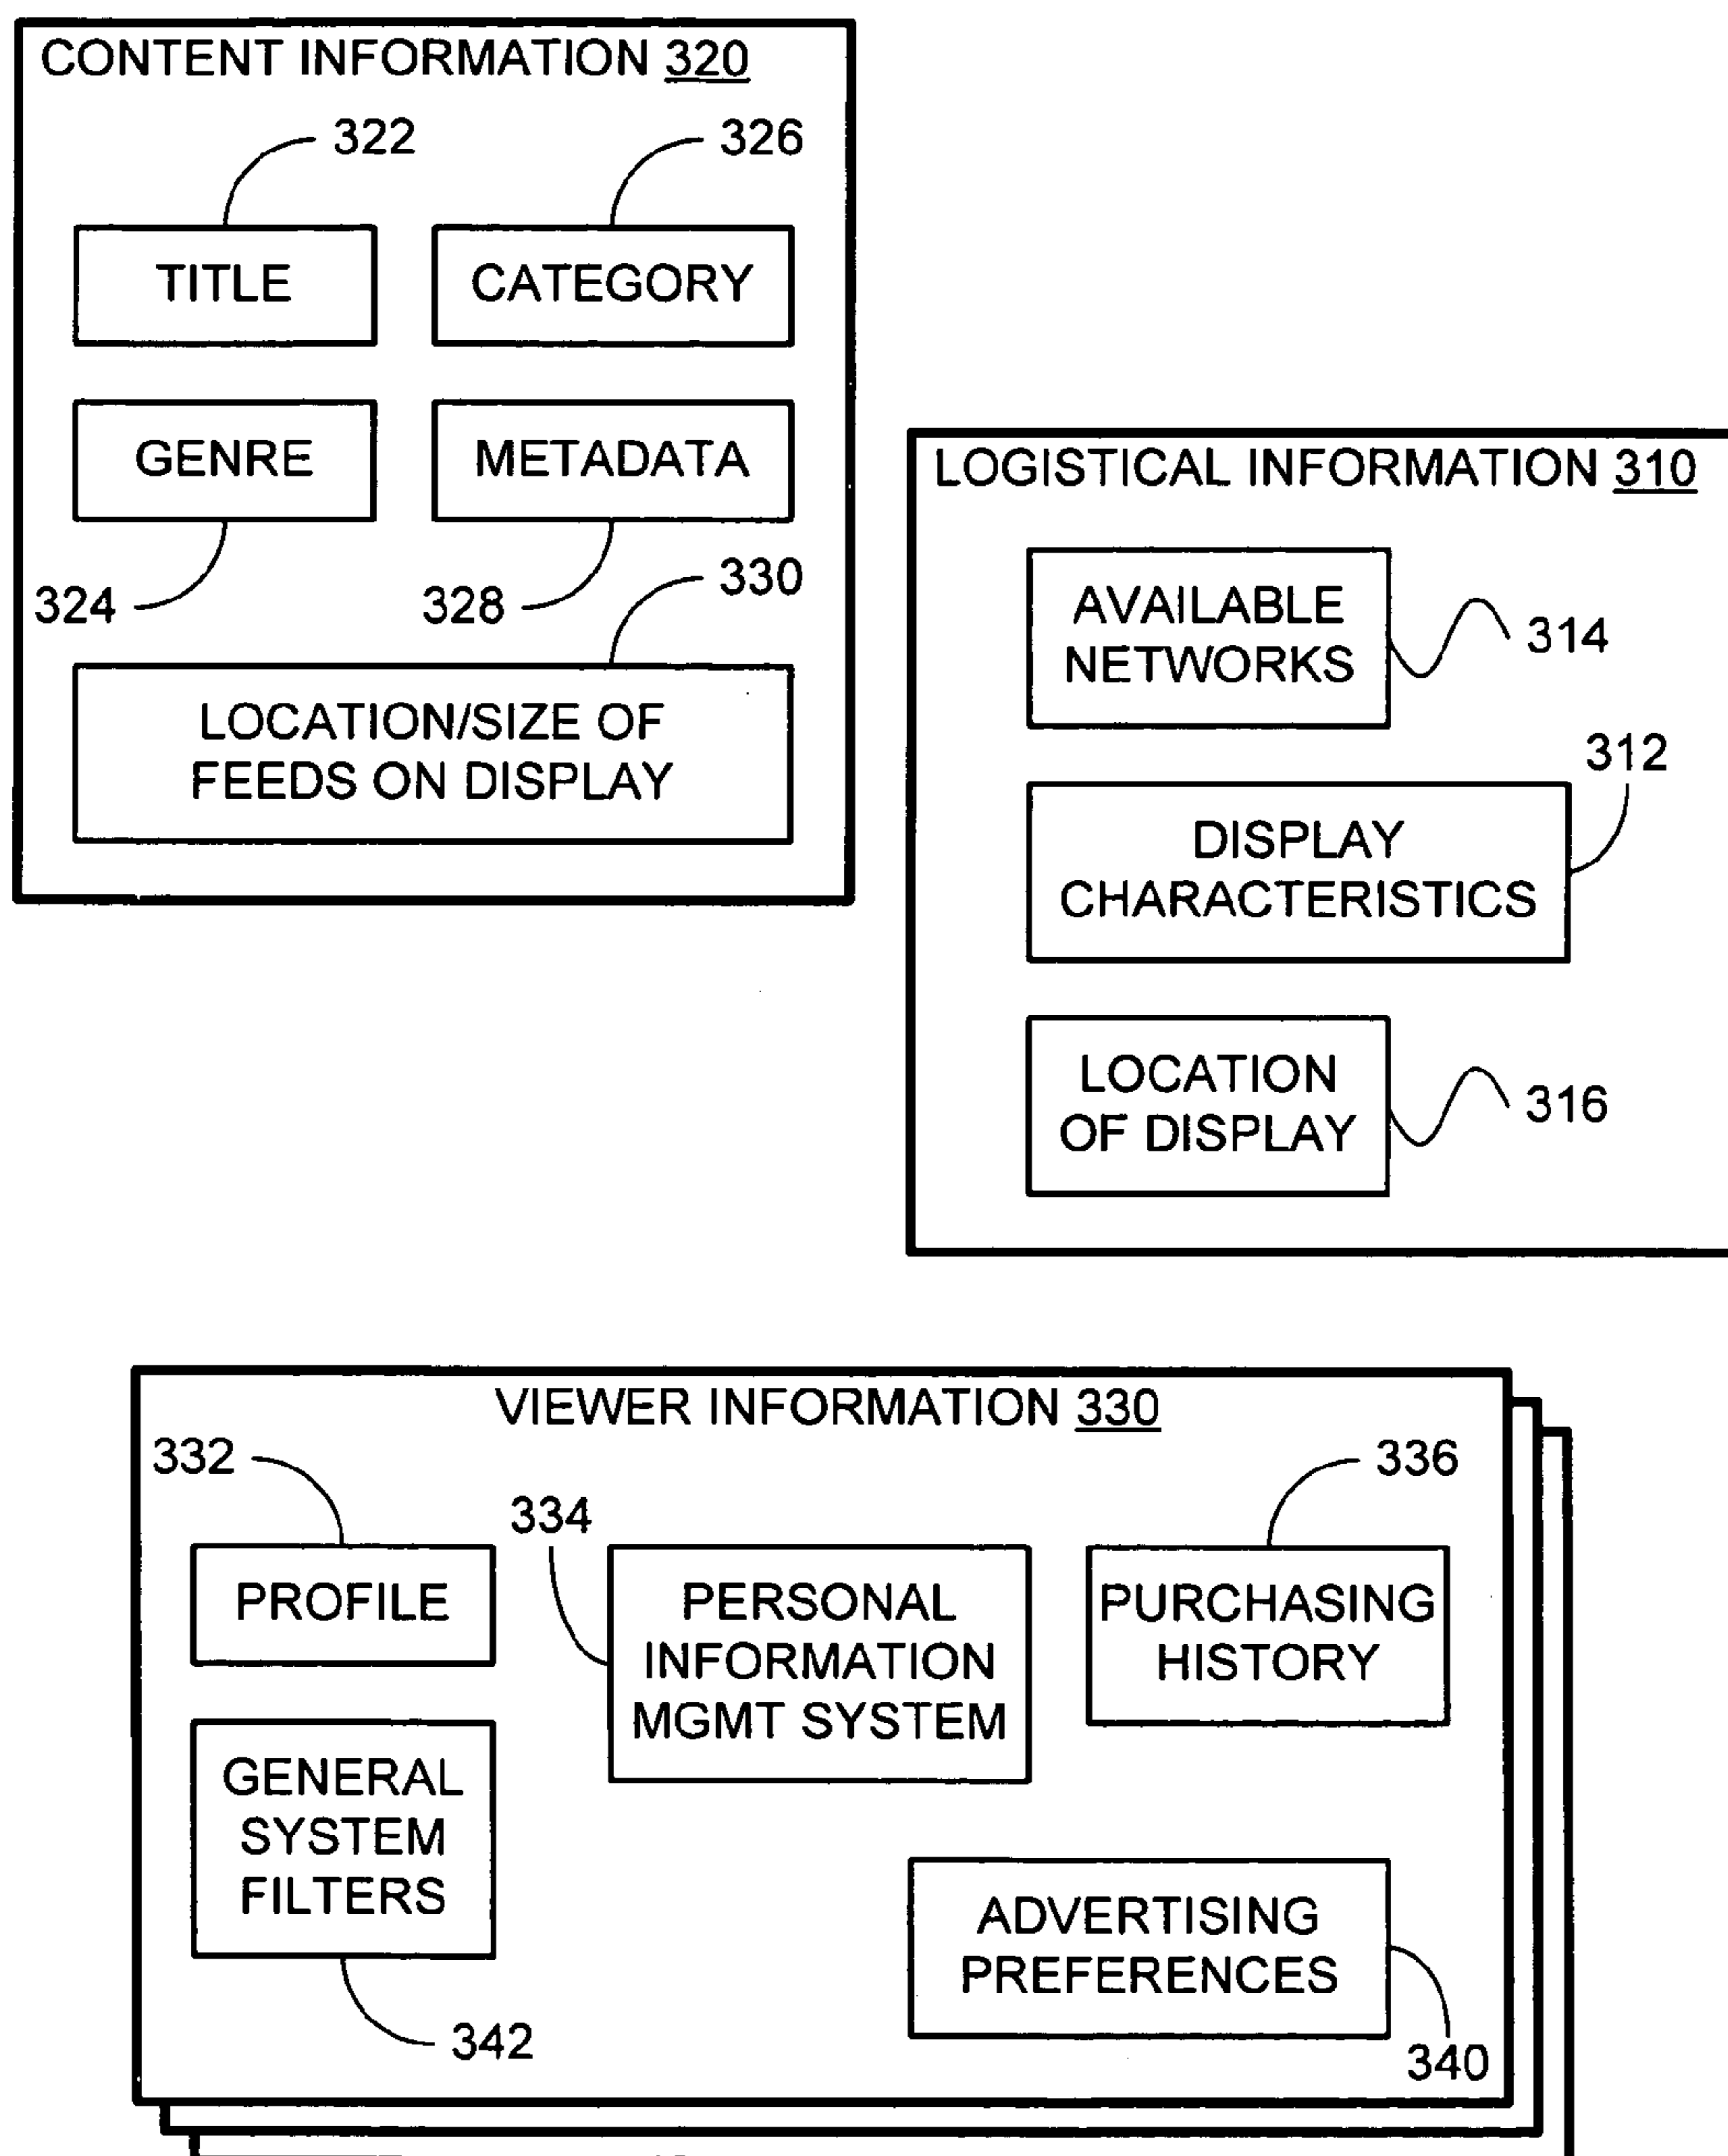 CONTENT INFORMATION 320
322
326
TITLE
CATEGORY
GENRE
METADATA
324
328
330
LOCATION/SIZE OF
FEEDS ON DISPLAY
LOGISTICAL INFORMATION 310
AVAILABLE
NETWORKS
314
312
DISPLAY
CHARACTERISTICS
LOCATION
OF DISPLAY
316
VIEWER INFORMATION 330
332
334
336
PROFILE
PERSONAL
INFORMATION
MGMT SYSTEM
PURCHASING
HISTORY
GENERAL
SYSTEM
FILTERS
342
ADVERTISING
PREFERENCES
340